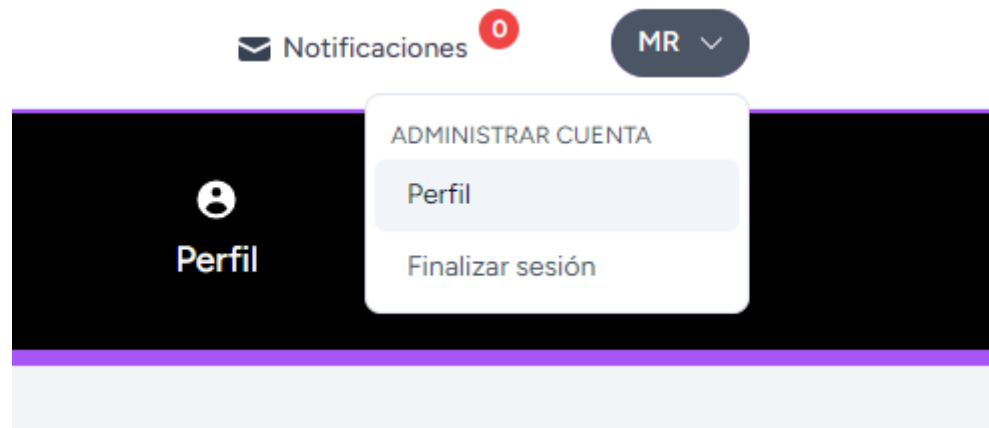 Notificaciones 0 MR
ADMINISTRAR CUENTA
Perfil
Finalizar sesión
Perfil